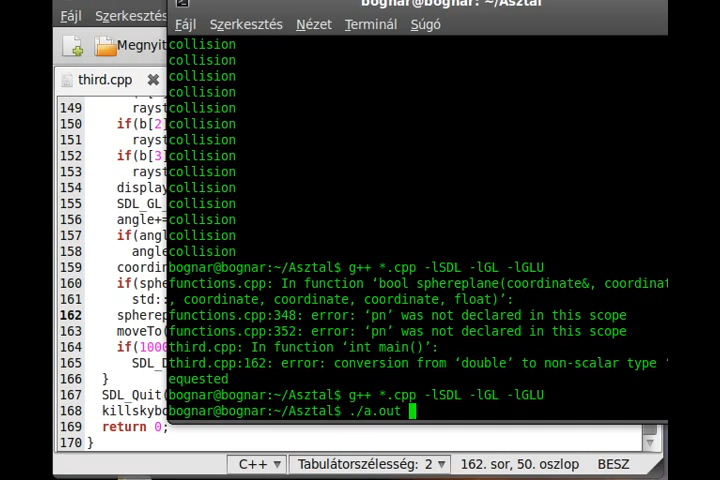 bognar@bognar: ~/Asztal
Fájl Szerkesztés
Fájl Szerkesztés Nézet Terminál Súgó
Megnyit
third.cpp
collision
collision
collision
collision
collision
collision
collision
collision
collision
collision
collision
collision
collision
collision
149 rayst
150 if(b[2]
151 rayst
152 if(b[3]
153 rayst
154 display
155 SDL_GL_
156 angle+=
157 if(angl
158 angle
159 coordin
160 if(sphe
161 std::
162 spherep
163 moveTo(
164 if(1000
165 SDL_D
166 }
167 SDL_Quit(
168 killskybo
169 return 0;
170 }
bognar@bognar:~/Asztal$ g++ *.cpp -lSDL -lGL -lGLU
functions.cpp: In function ‘bool sphereplane(coordinate&, coordinat
, coordinate, coordinate, coordinate, float)’:
functions.cpp:348: error: ‘pn’ was not declared in this scope
functions.cpp:352: error: ‘pn’ was not declared in this scope
third.cpp: In function ‘int main()’:
third.cpp:162: error: conversion from ‘double’ to non-scalar type ‘
equested
bognar@bognar:~/Asztal$ g++ *.cpp -lSDL -lGL -lGLU
bognar@bognar:~/Asztal$ ./a.out
C++ Tabulátorszélesség: 2 162. sor, 50. oszlop BESZ